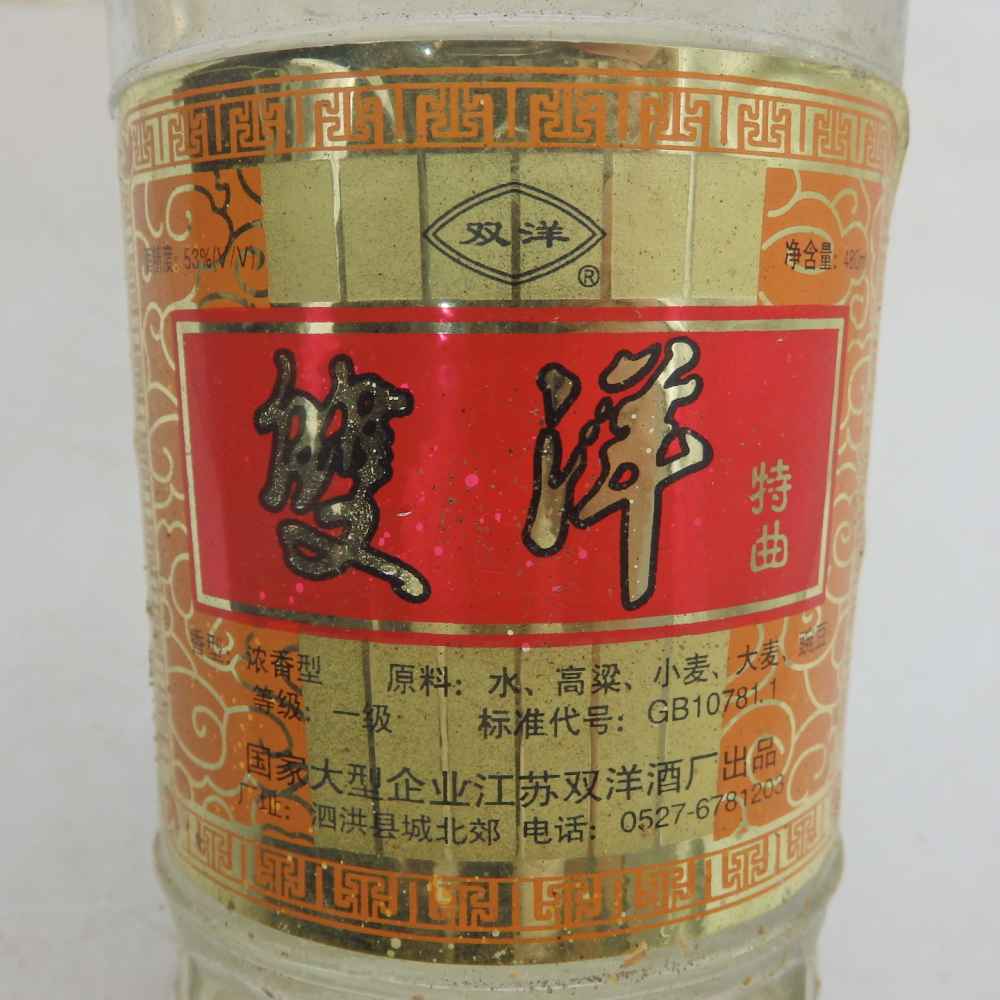 双洋
®
酒精度：53%(V/V)
净含量：480m
雙洋
特曲
香型：浓香型 原料：水、高粱、小麦、大麦、豌豆
等级：一级 标准代号：GB10781.1
国家大型企业江苏双洋酒厂出品
厂址：泗洪县城北郊 电话：0527-6781203